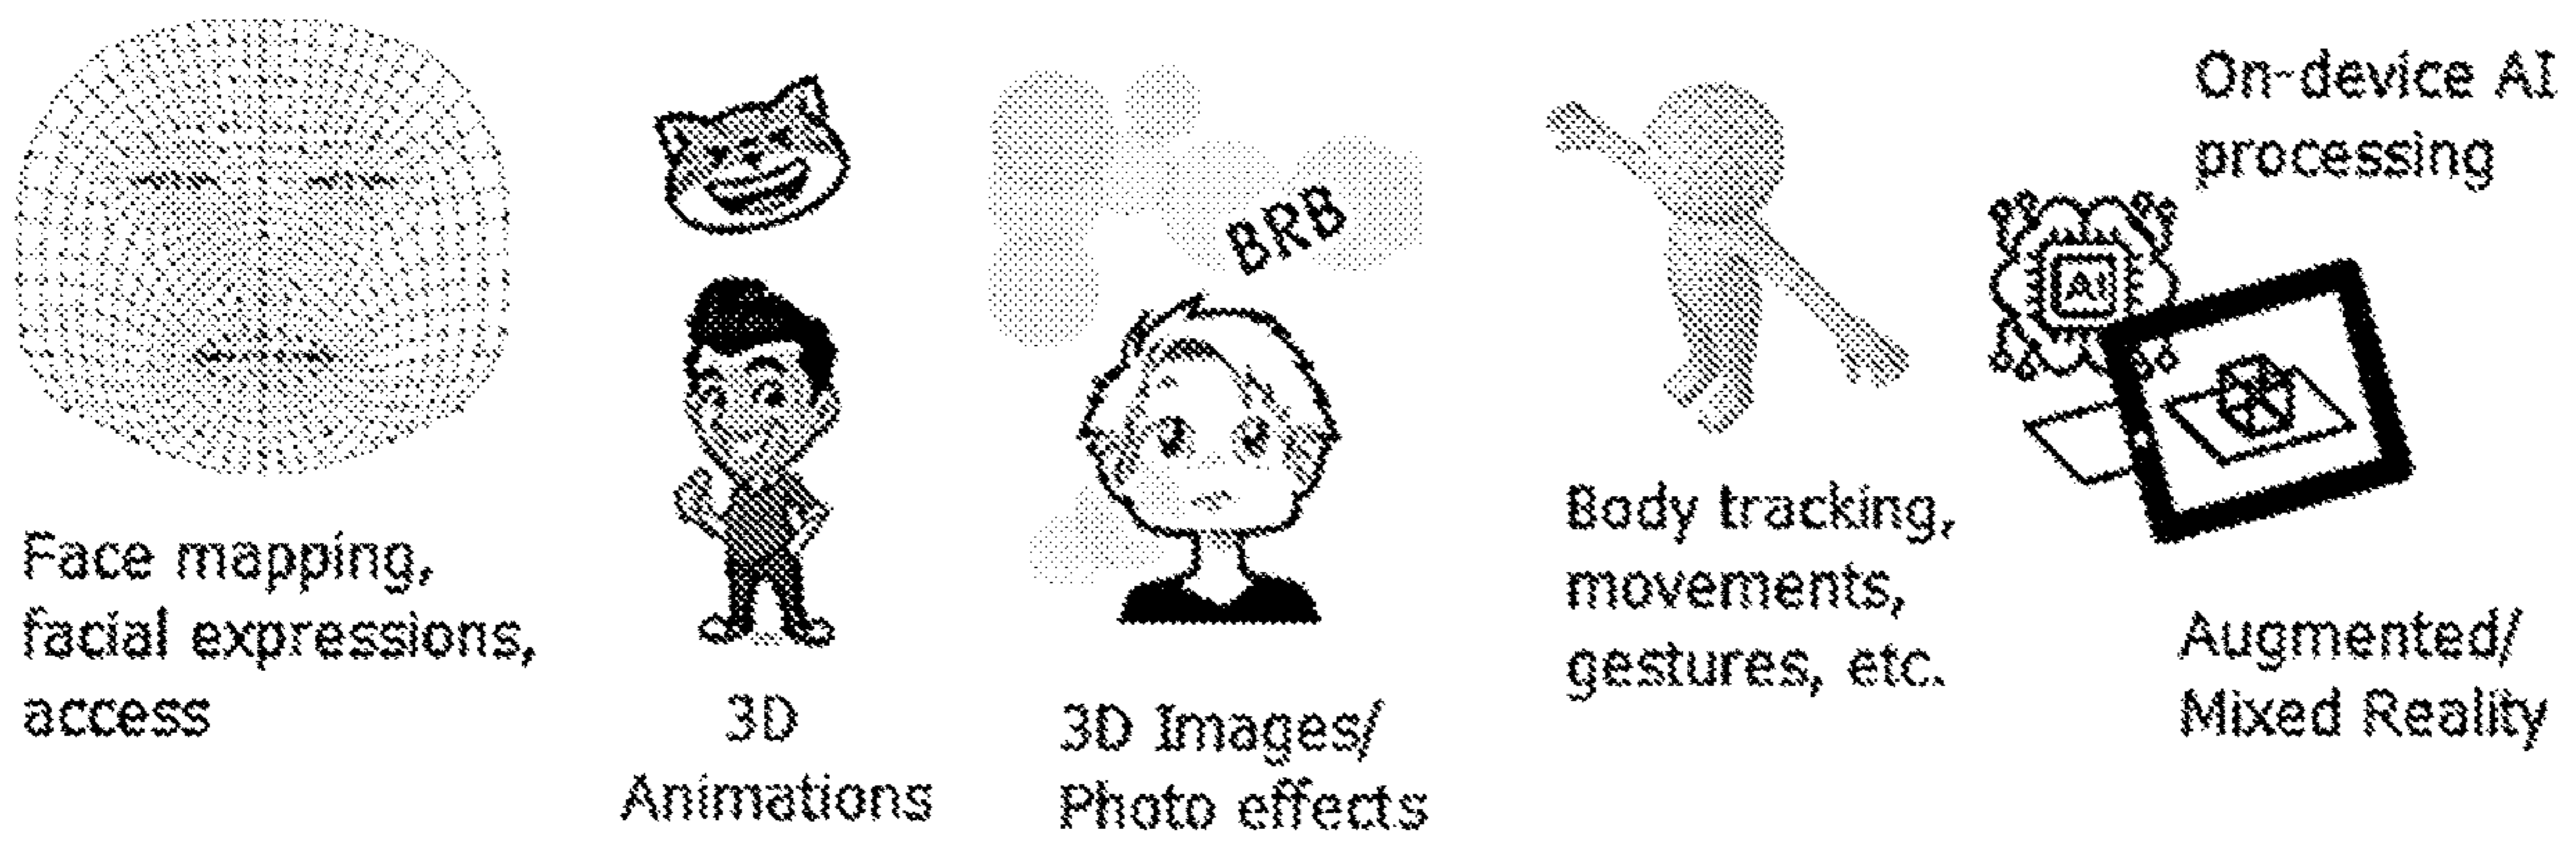 Face mapping,
facial expressions,
access
3D
Animations
BRB
3D Images/
Photo effects
Body tracking,
movements,
gestures, etc.
On-device AI
processing
AI
Augmented/
Mixed Reality